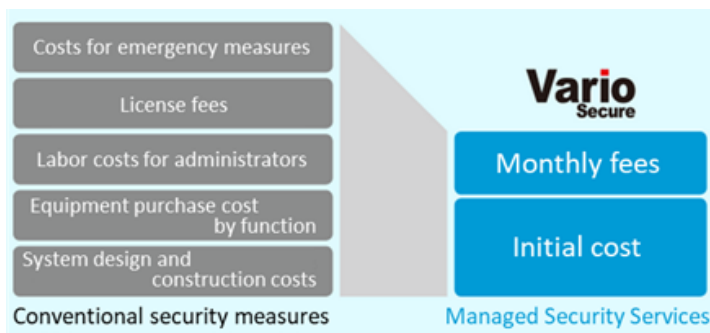 Costs for emergency measures
License fees
Labor costs for administrators
Equipment purchase cost
by function
System design and
construction costs
Conventional security measures
Vario
Secure
Monthly fees
Initial cost
Managed Security Services